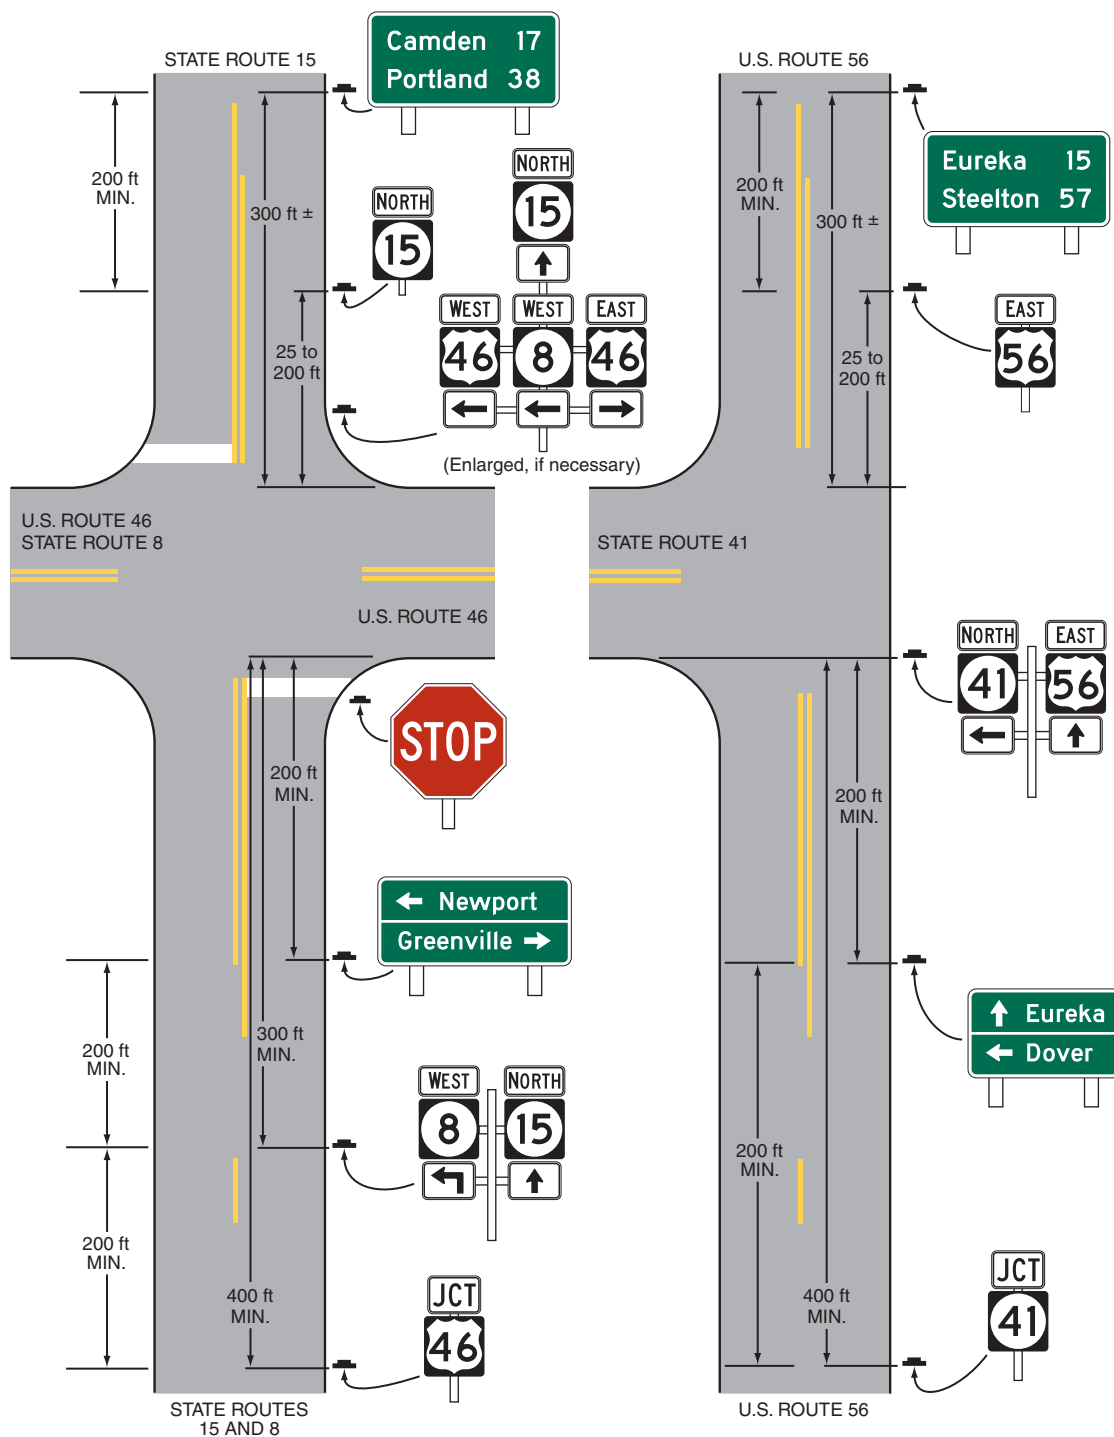 STATE ROUTE 15
Camden 17
Portland 38
200 ft
MIN.
300 ft ±
NORTH
15
NORTH
15
25 to
200 ft
WEST
46
WEST
8
EAST
46
(Enlarged, if necessary)
U.S. ROUTE 46
STATE ROUTE 8
U.S. ROUTE 46
STOP
200 ft
MIN.
Newport
Greenville
300 ft
MIN.
200 ft
MIN.
WEST
8
NORTH
15
200 ft
MIN.
400 ft
MIN.
JCT
46
STATE ROUTES
15 AND 8
U.S. ROUTE 56
Eureka 15
Steelton 57
200 ft
MIN.
300 ft ±
EAST
56
25 to
200 ft
STATE ROUTE 41
NORTH
41
EAST
56
200 ft
MIN.
Eureka
Dover
200 ft
MIN.
400 ft
MIN.
JCT
41
U.S. ROUTE 56